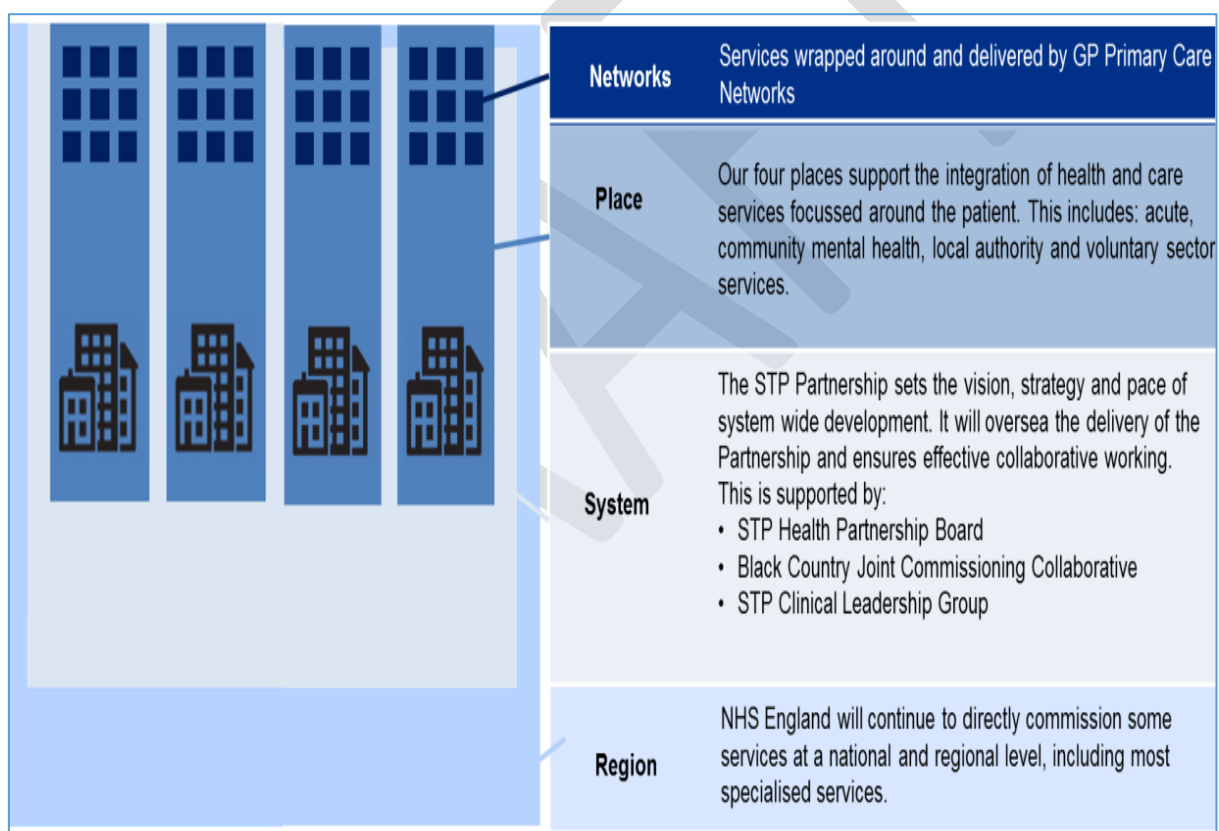 Networks
Services wrapped around and delivered by GP Primary Care
Networks
Place
Our four places support the integration of health and care
services focussed around the patient. This includes: acute,
community mental health, local authority and voluntary sector
services.
System
The STP Partnership sets the vision, strategy and pace of
system wide development. It will oversea the delivery of the
Partnership and ensures effective collaborative working.
This is supported by:
• STP Health Partnership Board
• Black Country Joint Commissioning Collaborative
• STP Clinical Leadership Group
Region
NHS England will continue to directly commission some
services at a national and regional level, including most
specialised services.